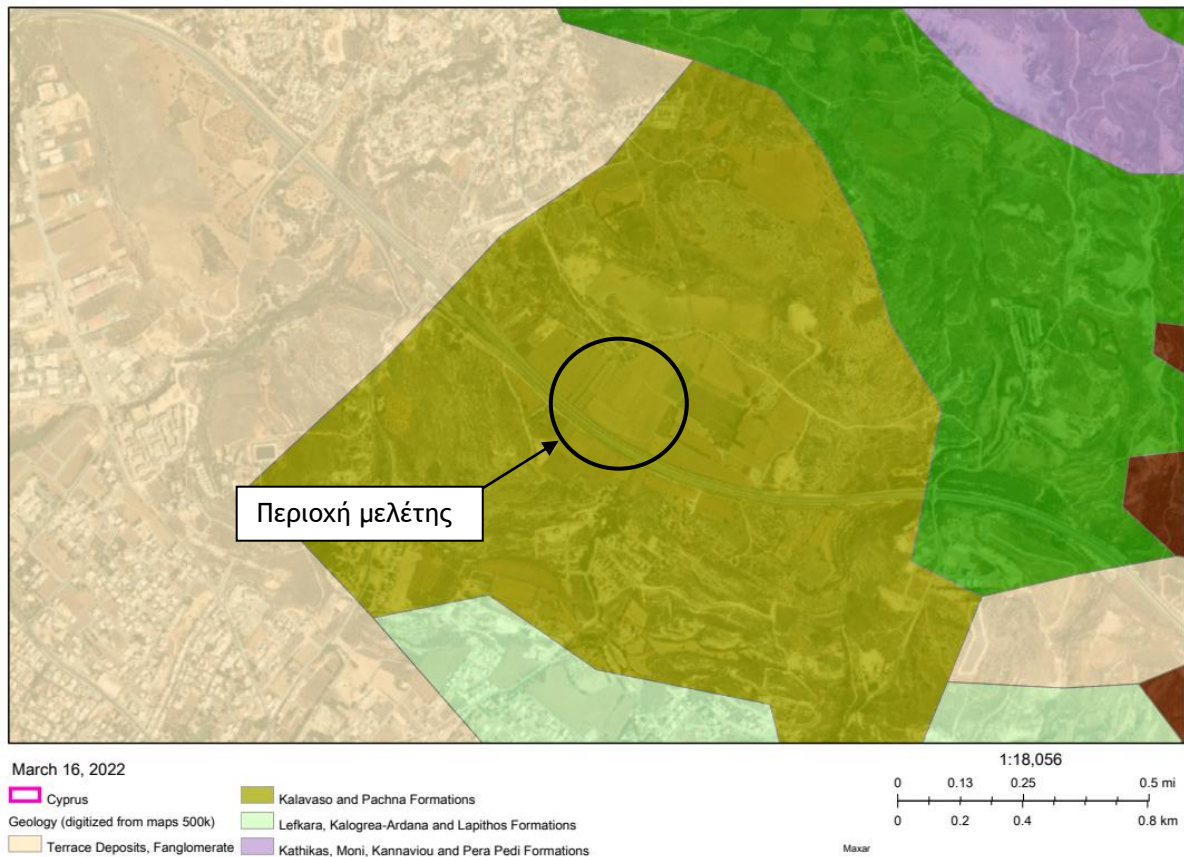 Περιοχή μελέτης
March 16, 2022
Cyprus
Geology (digitized from maps 500k)
Terrace Deposits, Fanglomerate
Kalavaso and Pachna Formations
Lefkara, Kalogrea-Ardana and Lapithos Formations
Kathikas, Moni, Kannaviou and Pera Pedi Formations
1:18,056
0 0.13 0.25 0.5 mi
0 0.2 0.4 0.8 km
Maxar